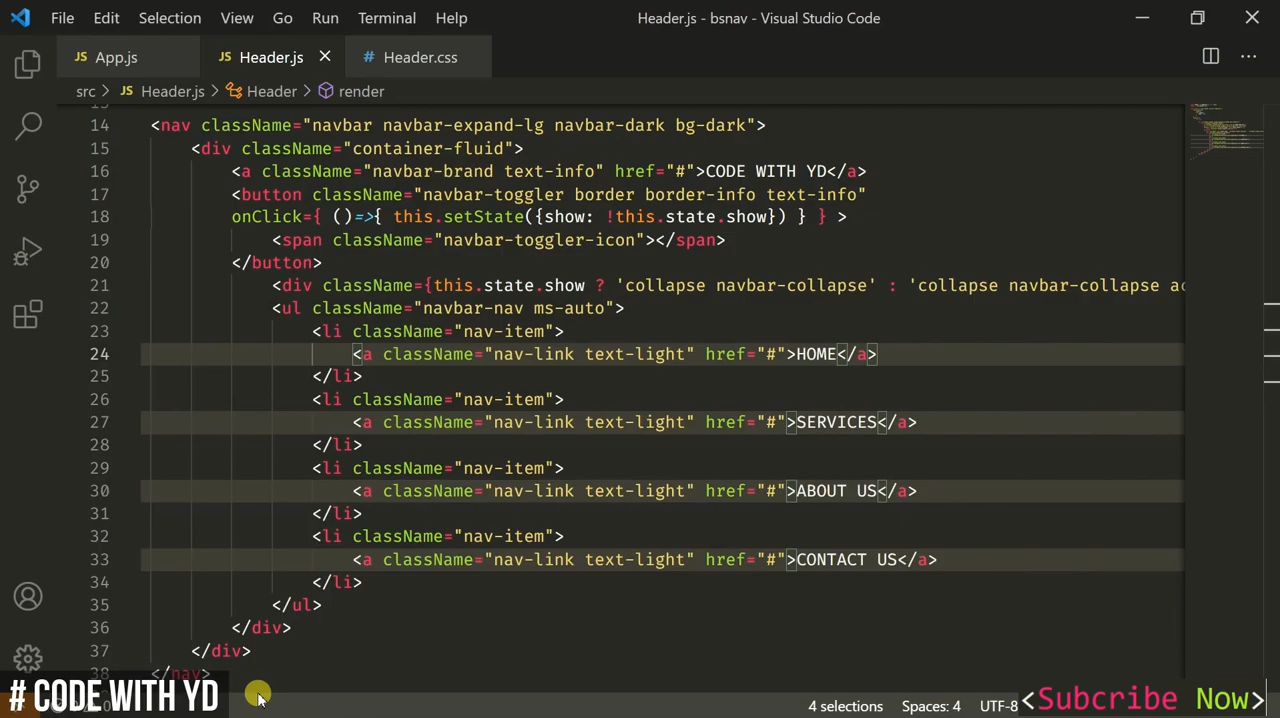 File Edit Selection View Go Run Terminal Help Header.js - bsnav - Visual Studio Code
JS App.js JS Header.js # Header.css
src > JS Header.js > Header > render
14 <nav className="navbar navbar-expand-lg navbar-dark bg-dark">
15 <div className="container-fluid">
16 <a className="navbar-brand text-info" href="#">CODE WITH YD</a>
17 <button className="navbar-toggler border border-info text-info"
18 onClick={ ()=>{ this.setState({show: !this.state.show}) } } >
19 <span className="navbar-toggler-icon"></span>
20 </button>
21 <div className={this.state.show ? 'collapse navbar-collapse' : 'collapse navbar-collapse ac
22 <ul className="navbar-nav ms-auto">
23 <li className="nav-item">
24 <a className="nav-link text-light" href="#">HOME</a>
25 </li>
26 <li className="nav-item">
27 <a className="nav-link text-light" href="#">SERVICES</a>
28 </li>
29 <li className="nav-item">
30 <a className="nav-link text-light" href="#">ABOUT US</a>
31 </li>
32 <li className="nav-item">
33 <a className="nav-link text-light" href="#">CONTACT US</a>
34 </li>
35 </ul>
36 </div>
37 </div>
38 </nav>
# CODE WITH YD 4 selections Spaces: 4 UTF-8 <Subcribe Now>